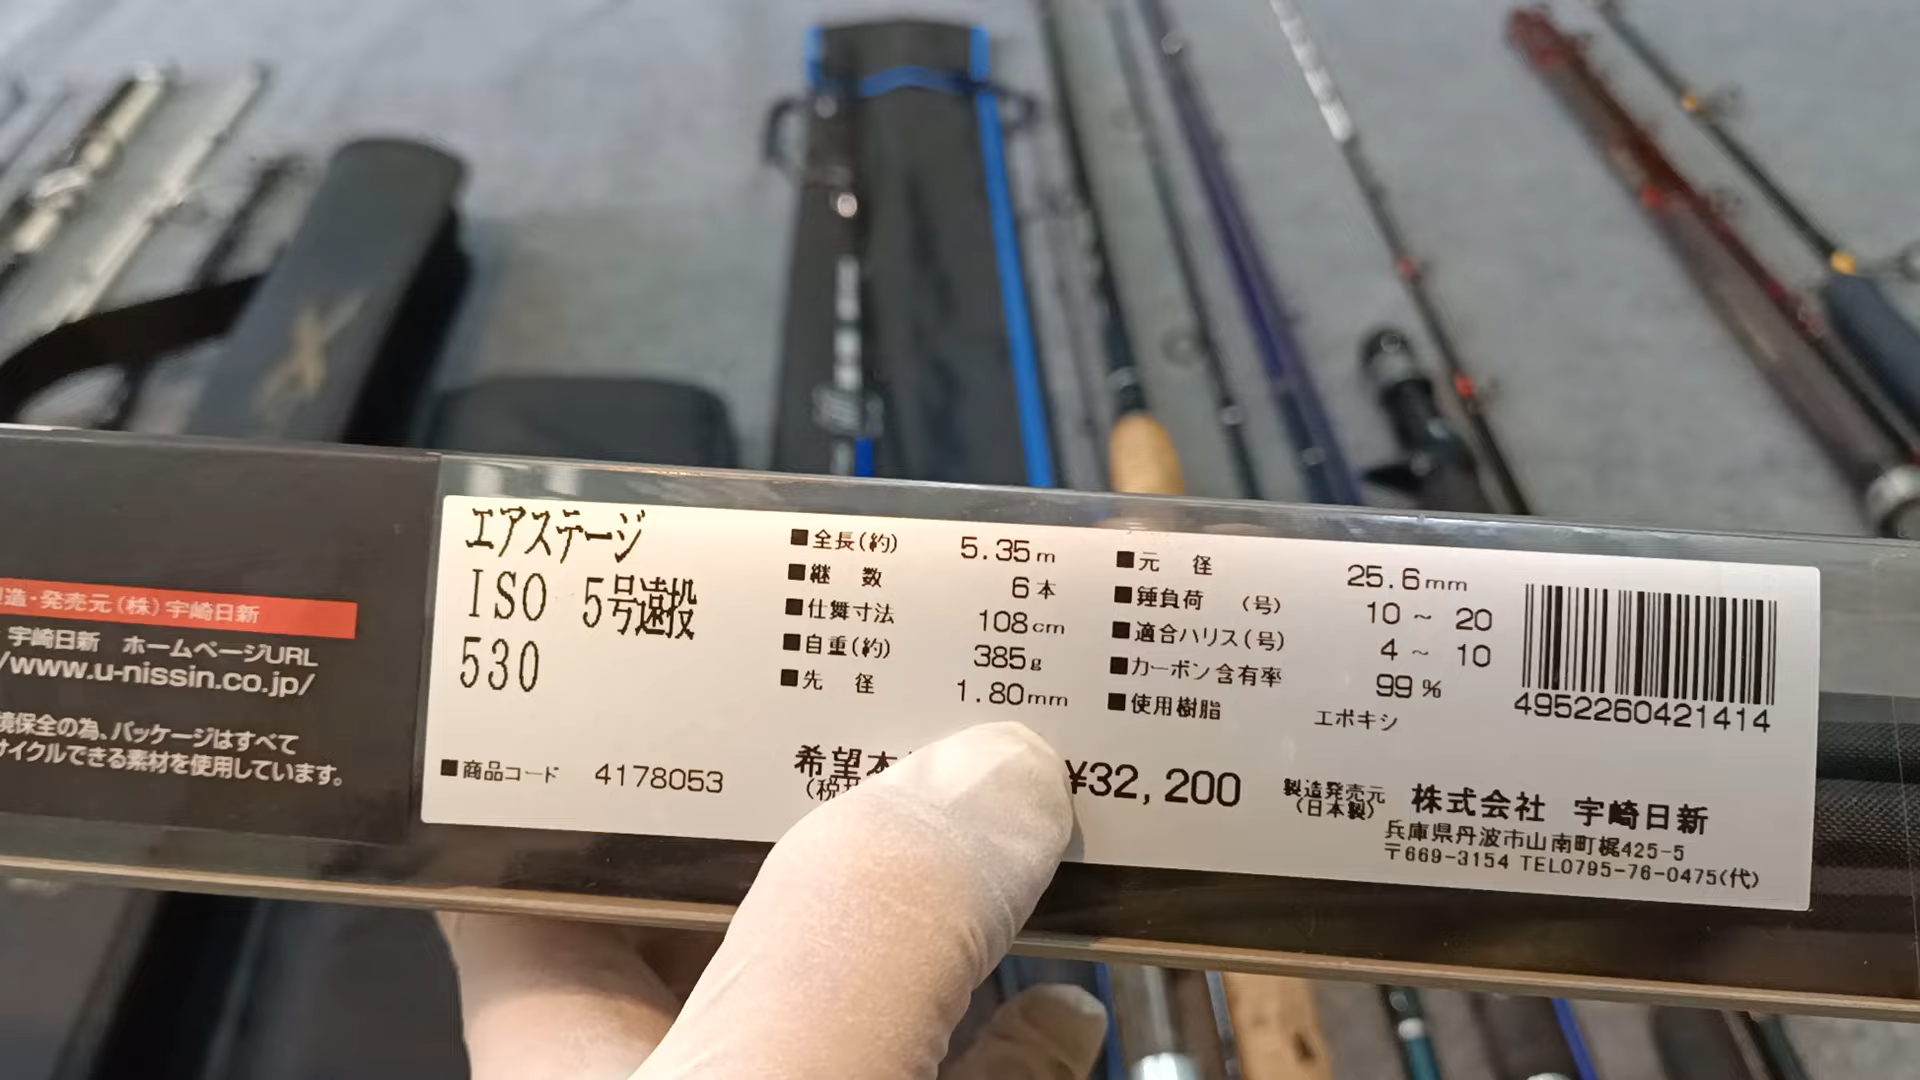 造・発売元(株)宇崎日新
宇崎日新 ホームページURL
/www.u-nissin.co.jp/
境保全の為、パッケージはすべて
サイクルできる素材を使用しています。
エアステージ
ISO 5号遠投
530
■商品コード 4178053
■全長(約) 5.35m
■継 数 6本
■仕舞寸法 108cm
■自重(約) 385g
■先 径 1.80mm
■元 径 25.6mm
■錘負荷 (号) 10 ~ 20
■適合ハリス(号) 4 ~ 10
■カーボン含有率 99%
■使用樹脂 エポキシ
希望本 ¥32,200
(税
4952260421414
製造発売元
(日本製)
株式会社 宇崎日新
兵庫県丹波市山南町梶425-5
〒669-3154 TEL0795-76-0475(代)